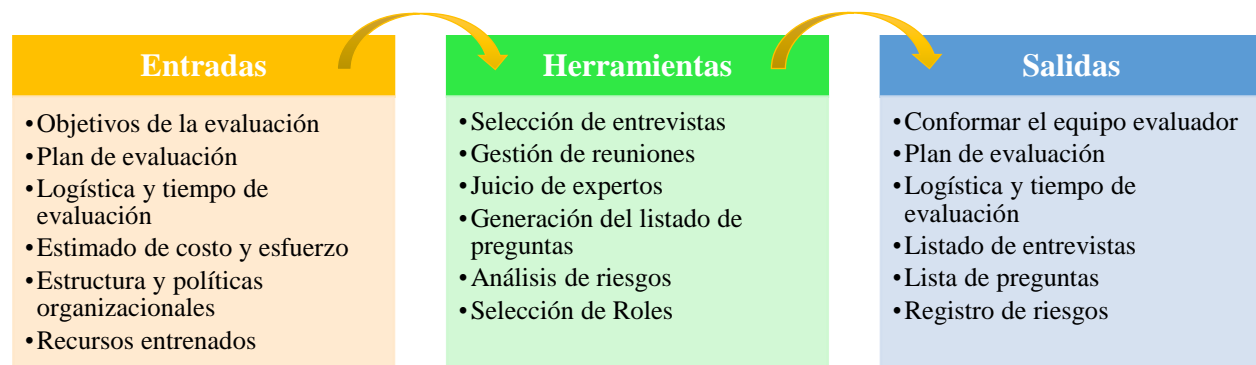 Entradas
•Objetivos de la evaluación
•Plan de evaluación
•Logística y tiempo de
evaluación
•Estimado de costo y esfuerzo
•Estructura y políticas
organizacionales
•Recursos entrenados
Herramientas
•Selección de entrevistas
•Gestión de reuniones
•Juicio de expertos
•Generación del listado de
preguntas
•Análisis de riesgos
•Selección de Roles
Salidas
•Conformar el equipo evaluador
•Plan de evaluación
•Logística y tiempo de
evaluación
•Listado de entrevistas
•Lista de preguntas
•Registro de riesgos